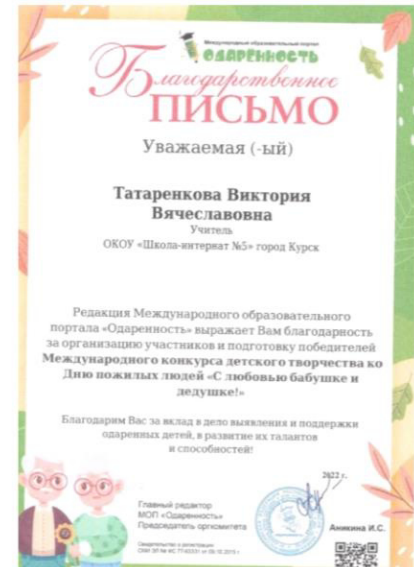 Международный образовательный портал
ОДАРЁННОСТЬ
Благодарственное
ПИСЬМО
Уважаемая (-ый)
Татаренкова Виктория
Вячеславовна
Учитель
ОКОУ «Школа-интернат №5» город Курск
Редакция Международного образовательного
портала «Одаренность» выражает Вам благодарность
за организацию участников и подготовку победителей
Международного конкурса детского творчества ко
Дню пожилых людей «С любовью бабушке и
дедушке!»
Благодарим Вас за вклад в дело выявления и поддержки
одаренных детей, в развитие их талантов
и способностей!
2022 г.
Главный редактор
МОП «Одаренность»
Председатель оргкомитета
Аникина И.С.
Свидетельство о регистрации